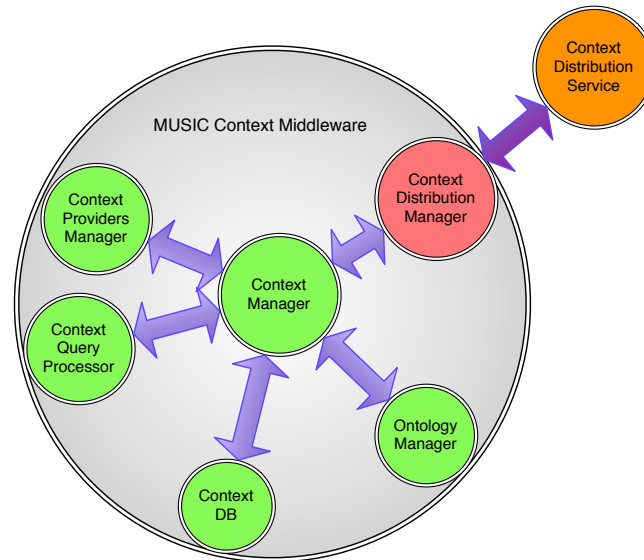 Context
Distribution
Service
MUSIC Context Middleware
Context
Distribution
Manager
Context
Providers
Manager
Context
Manager
Context
Query
Processor
Ontology
Manager
Context
DB